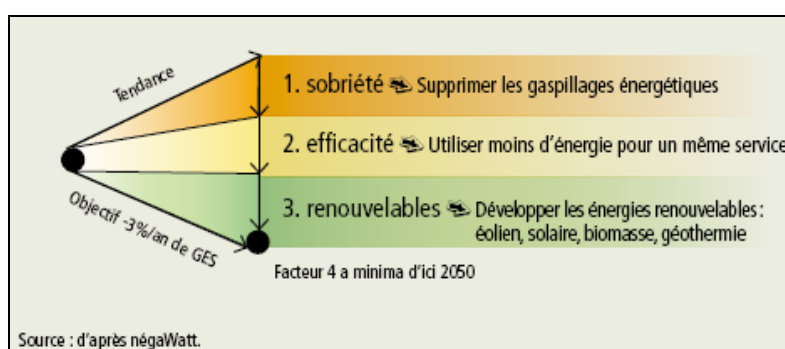 Tendance
1. sobriété Supprimer les gaspillages énergétiques
2. efficacité Utiliser moins d'énergie pour un même service
3. renouvelables Développer les énergies renouvelables :
éolien, solaire, biomasse, géothermie
Objectif -3%/an de GES
Facteur 4 a minima d'ici 2050
Source : d'après négaWatt.